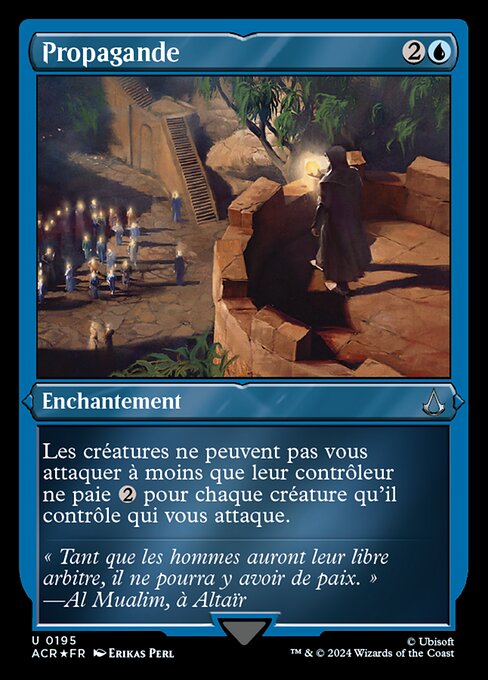 Propagande 2
Enchantement
Les créatures ne peuvent pas vous
attaquer à moins que leur contrôleur
ne paie 2 pour chaque créature qu'il
contrôle qui vous attaque.
« Tant que les hommes auront leur libre
arbitre, il ne pourra y avoir de paix. »
—Al Mualim, à Altaïr
U 0195
ACR★FR Erikas Perl
© Ubisoft
™ & © 2024 Wizards of the Coast